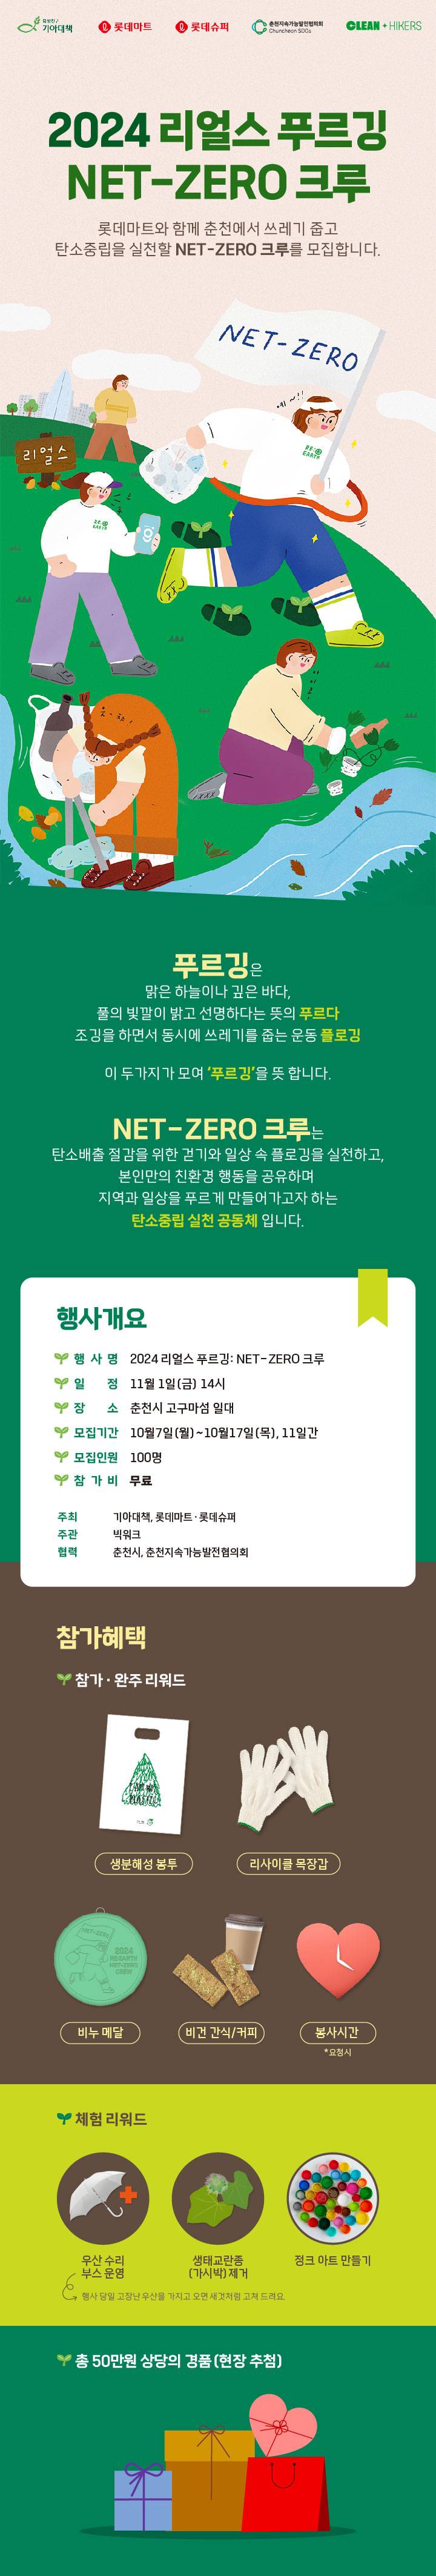 기아대책
롯데마트
롯데슈퍼
춘천지속가능발전협의회
Chuncheon SDGs
CLEAN + HIKERS
2024 리얼스 푸르깅
NET-ZERO 크루
롯데마트와 함께 춘천에서 쓰레기 줍고
탄소중립을 실천할 NET-ZERO 크루를 모집합니다.
NET-ZERO
RE:
EARTH
리얼스
RE:
EARTH
푸르깅은
맑은 하늘이나 깊은 바다,
풀의 빛깔이 밝고 선명하다는 뜻의 푸르다
조깅을 하면서 동시에 쓰레기를 줍는 운동 플로깅
이 두가지가 모여 ‘푸르깅’을 뜻 합니다.
NET-ZERO 크루는
탄소배출 절감을 위한 걷기와 일상 속 플로깅을 실천하고,
본인만의 친환경 행동을 공유하며
지역과 일상을 푸르게 만들어가고자 하는
탄소중립 실천 공동체 입니다.
행사개요
행 사 명 2024 리얼스 푸르깅: NET-ZERO 크루
일 정 11월 1일(금) 14시
장 소 춘천시 고구마섬 일대
모집기간 10월7일(월)~10월17일(목), 11일간
모집인원 100명
참 가 비 무료
주최 기아대책, 롯데마트·롯데슈퍼
주관 빅워크
협력 춘천시, 춘천지속가능발전협의회
참가혜택
참가·완주 리워드
생분해성 봉투
리사이클 목장갑
2024
RE:EARTH
NET-ZERO
CREW
비누 메달
비건 간식/커피
봉사시간
*요청시
체험 리워드
우산 수리
부스 운영
생태교란종
(가시박) 제거
정크 아트 만들기
행사 당일 고장난 우산을 가지고 오면 새것처럼 고쳐 드려요.
총 50만원 상당의 경품 (현장 추첨)